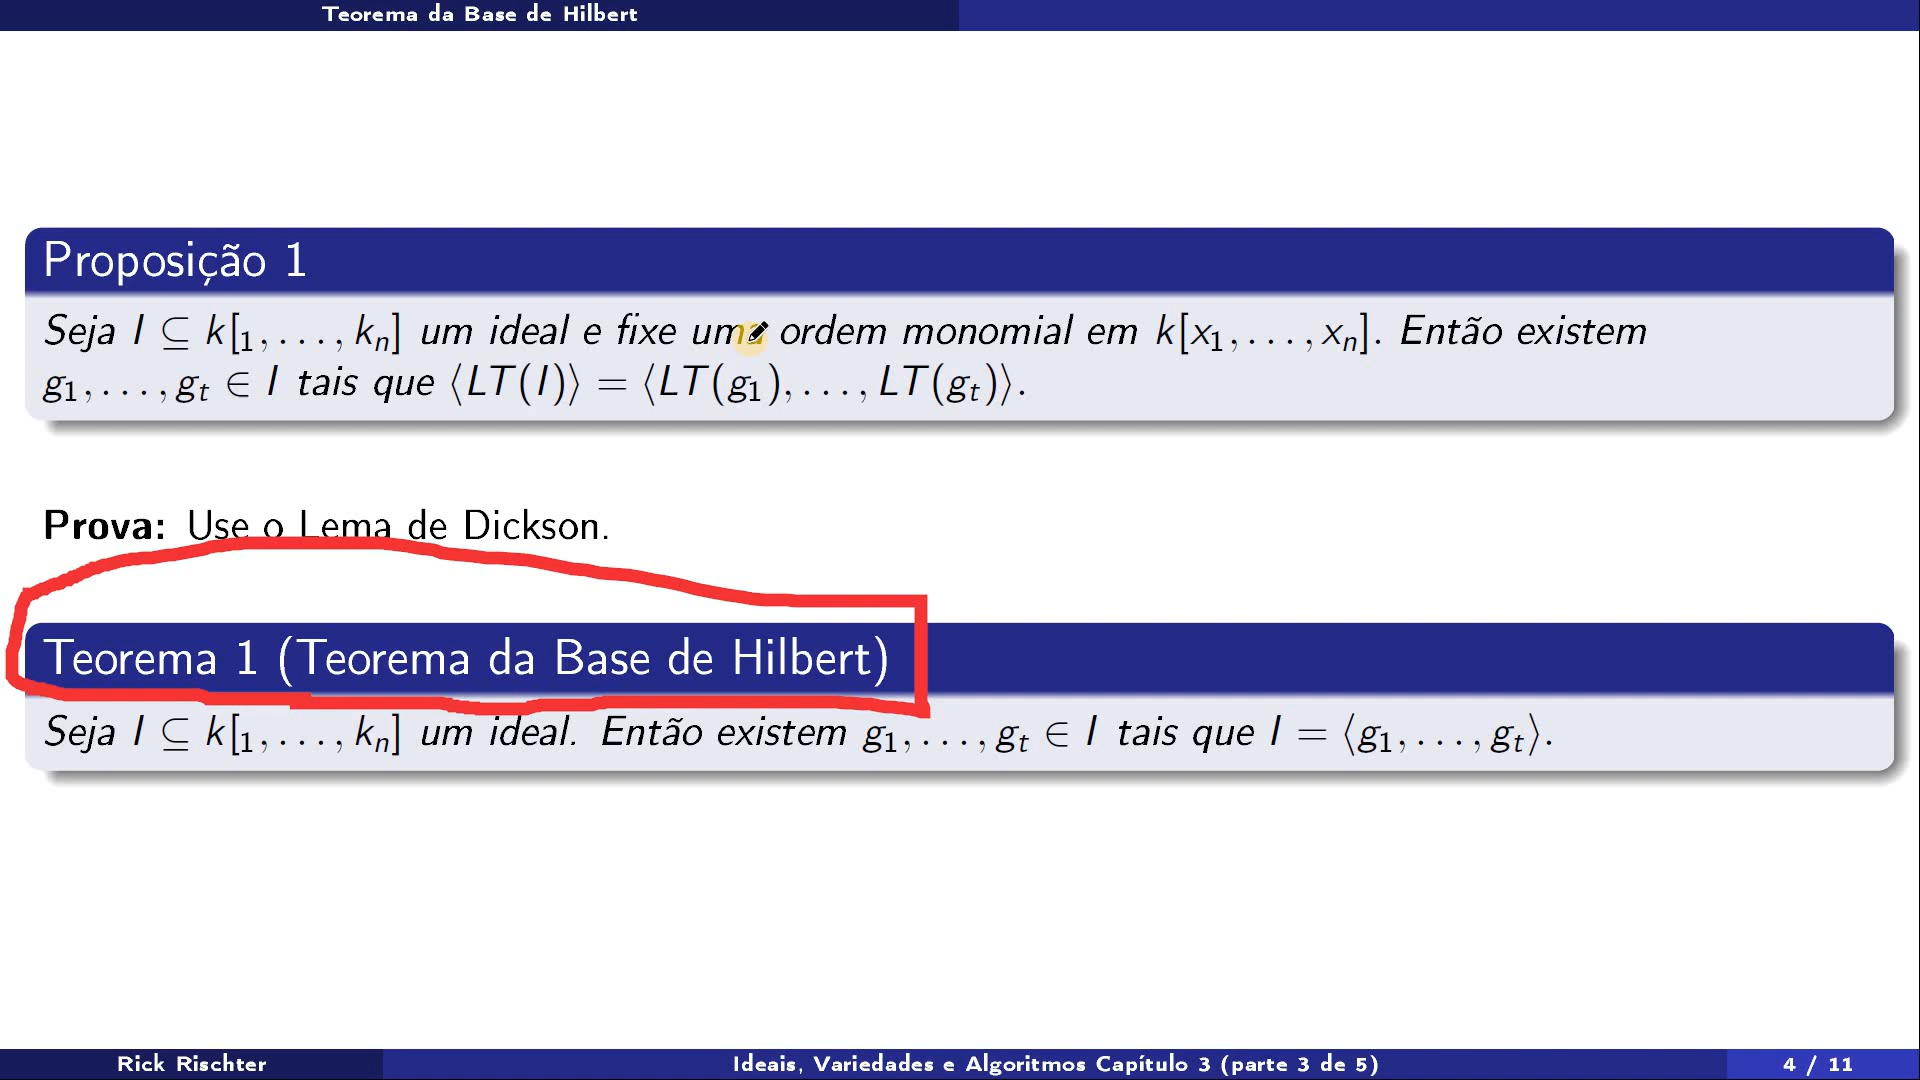 Teorema da Base de Hilbert
Proposição 1
Seja I ⊆ k[₁, . . . , kₙ] um ideal e fixe uma ordem monomial em k[x₁, . . . , xₙ]. Então existem
g₁, . . . , gₜ ∈ I tais que ⟨LT(I)⟩ = ⟨LT(g₁), . . . , LT(gₜ)⟩.
Prova: Use o Lema de Dickson.
Teorema 1 (Teorema da Base de Hilbert)
Seja I ⊆ k[₁, . . . , kₙ] um ideal. Então existem g₁, . . . , gₜ ∈ I tais que I = ⟨g₁, . . . , gₜ⟩.
Rick Rischter Ideais, Variedades e Algoritmos Capítulo 3 (parte 3 de 5) 4 / 11